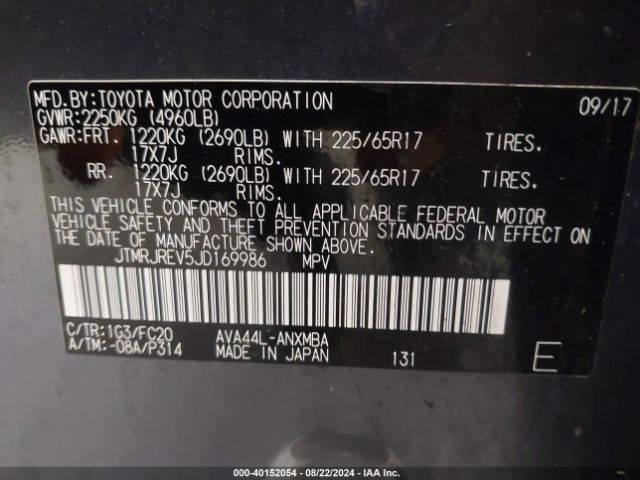 MFD.BY:TOYOTA MOTOR CORPORATION 09/17
GVWR:2250KG (4960LB)
GAWR:FRT. 1220KG (2690LB) WITH 225/65R17 TIRES.
17X7J RIMS.
RR. 1220KG (2690LB) WITH 225/65R17 TIRES.
17X7J RIMS.
THIS VEHICLE CONFORMS TO ALL APPLICABLE FEDERAL MOTOR
VEHICLE SAFETY AND THEFT PREVENTION STANDARDS IN EFFECT ON
THE DATE OF MANUFACTURE SHOWN ABOVE.
JTMRJREV5JD169986 MPV
C/TR:1G3/FC20 AVA44L-ANXMBA
A/TM:-08A/P314 MADE IN JAPAN 131 E
000-40152054 - 08/22/2024 - IAA Inc.